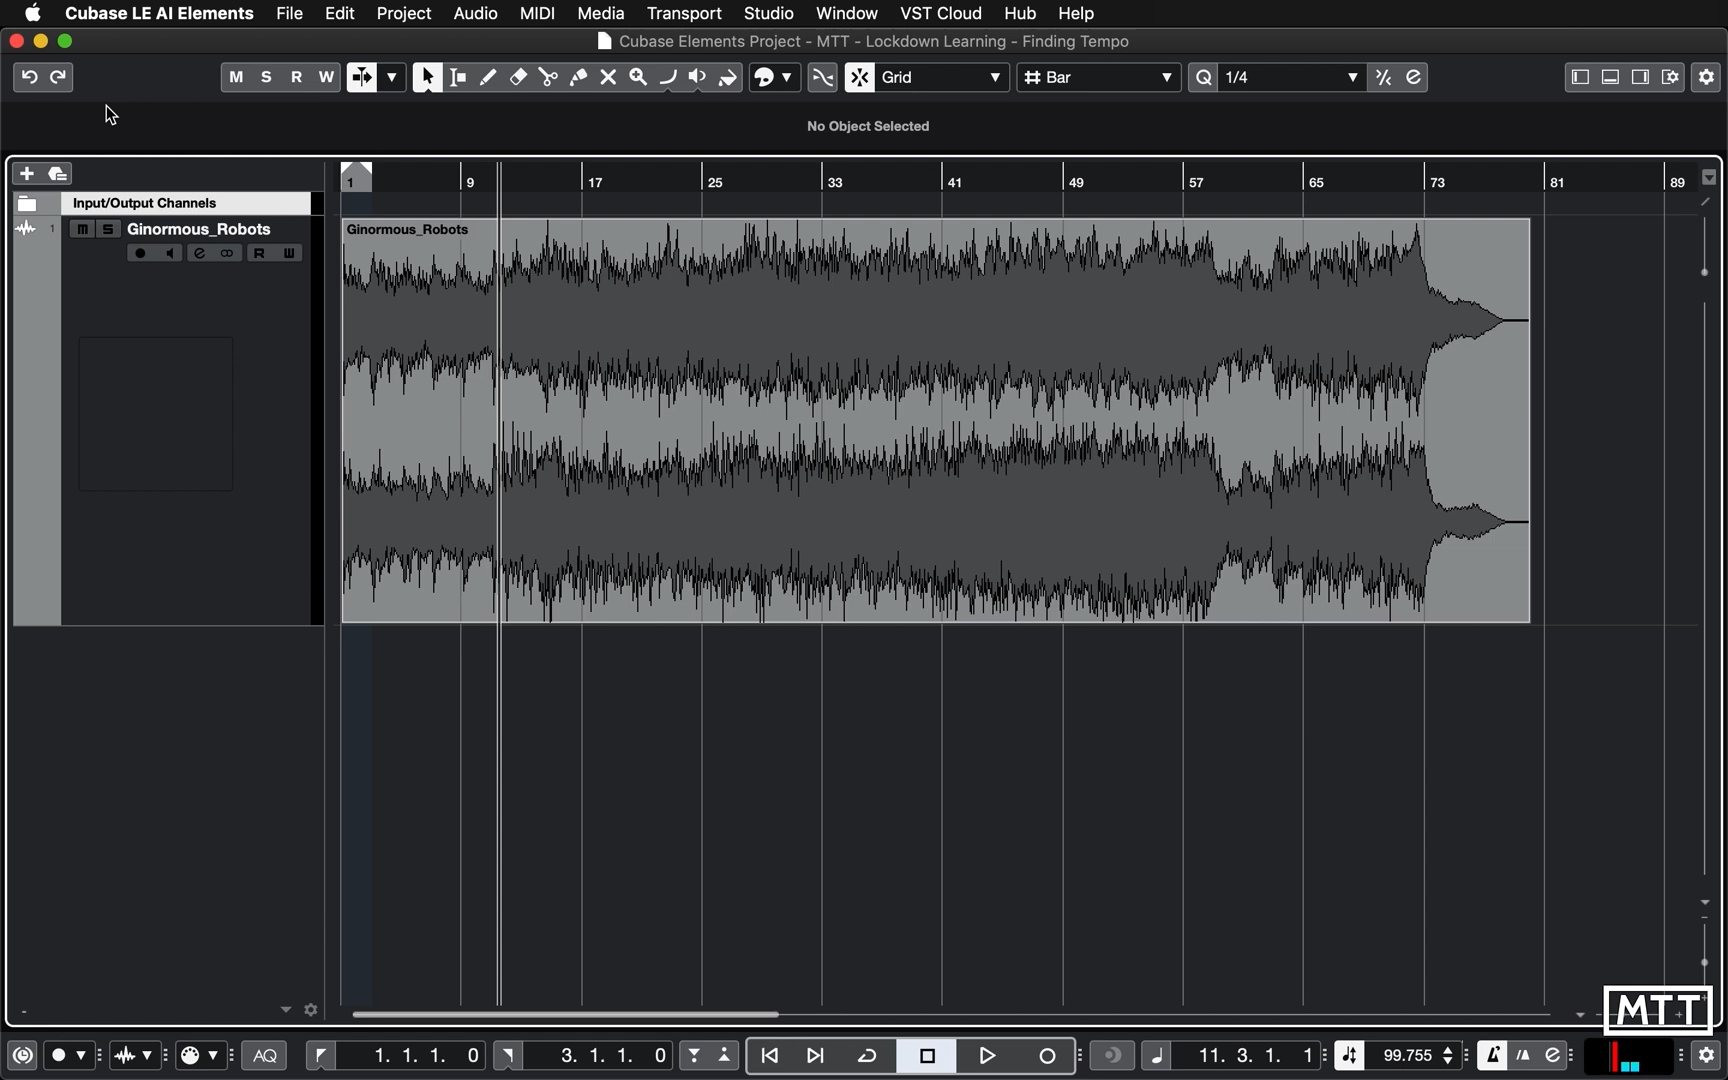 Cubase LE AI Elements File Edit Project Audio MIDI Media Transport Studio Window VST Cloud Hub Help
Cubase Elements Project - MTT - Lockdown Learning - Finding Tempo
M S R W Grid Bar Q 1/4
No Object Selected
1 9 17 25 33 41 49 57 65 73 81 89
Input/Output Channels
1 m S Ginormous_Robots
R
Ginormous_Robots
MTT
AQ 1. 1. 1. 0 3. 1. 1. 0 11. 3. 1. 1 99.755